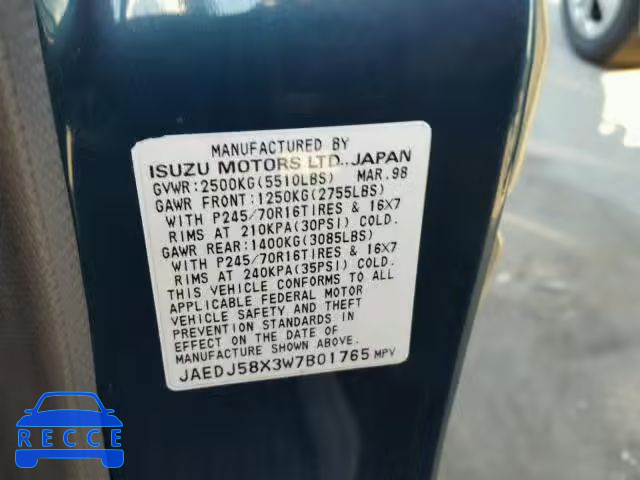 MANUFACTURED BY
ISUZU MOTORS LTD., JAPAN
GVWR:2500KG(5510LBS) MAR.98
GAWR FRONT:1250KG(2755LBS)
WITH P245/70R16TIRES & 16X7
RIMS AT 210KPA(30PSI) COLD.
GAWR REAR:1400KG(3085LBS)
WITH P245/70R16TIRES & 16X7
RIMS AT 240KPA(35PSI) COLD.
THIS VEHICLE CONFORMS TO ALL
APPLICABLE FEDERAL MOTOR
VEHICLE SAFETY AND THEFT
PREVENTION STANDARDS IN
EFFECT ON THE DATE OF
MANUFACTURE SHOWN ABOVE.
JAEDJ58X3W7B01765 MPV
RECCE